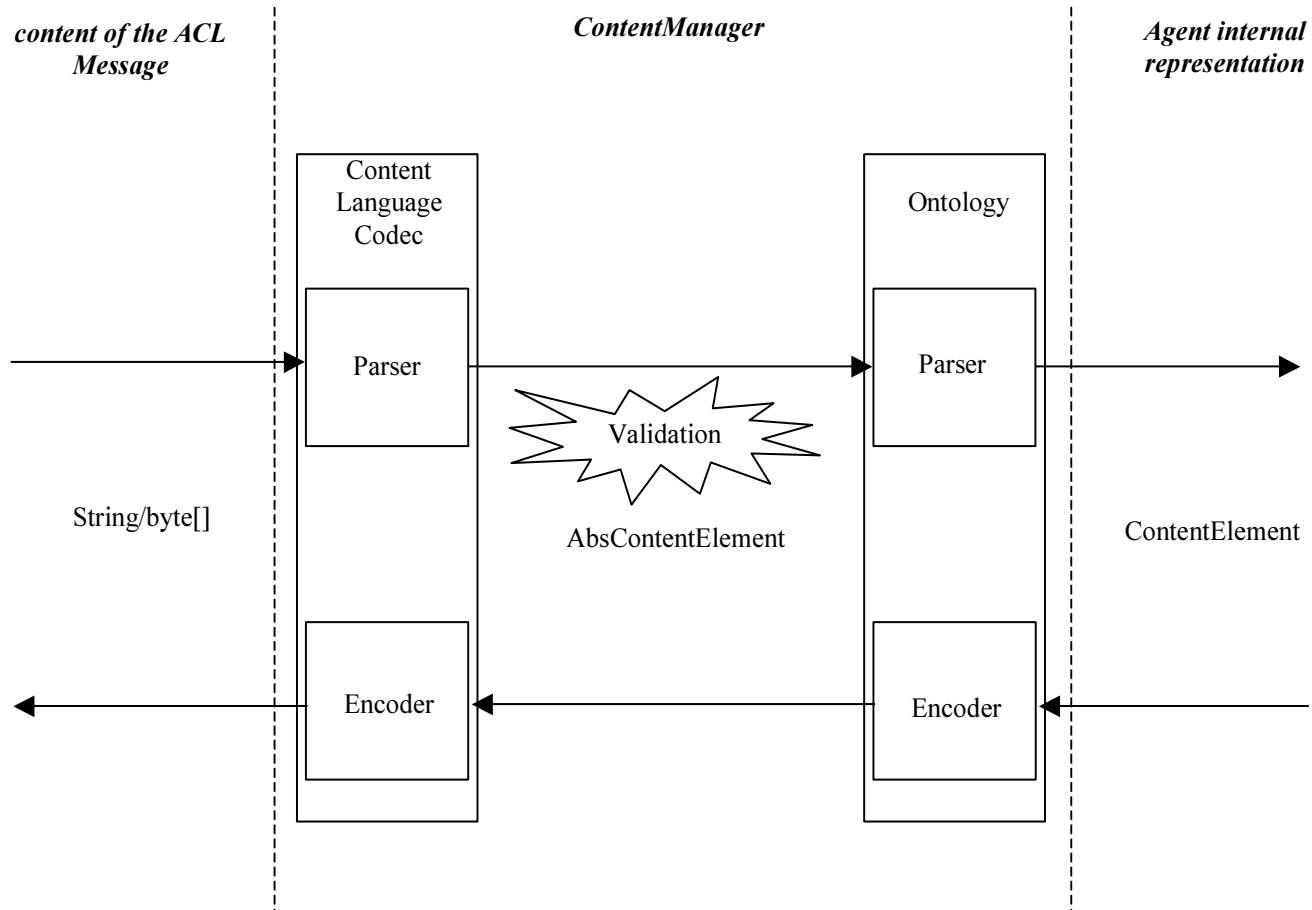 content of the ACL
Message
ContentManager
Agent internal
representation
Content
Language
Codec
Ontology
Parser
Parser
Validation
String/byte[]
AbsContentElement
ContentElement
Encoder
Encoder